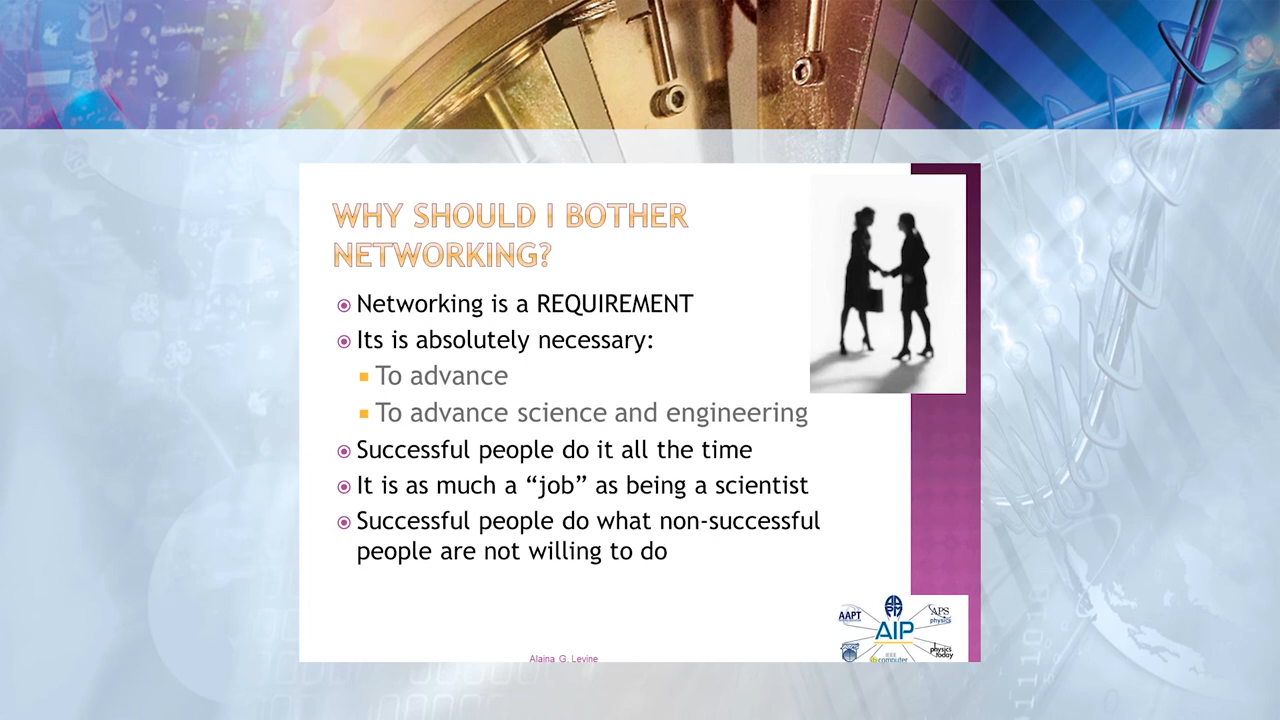 WHY SHOULD I BOTHER
NETWORKING?
Networking is a REQUIREMENT
Its is absolutely necessary:
To advance
To advance science and engineering
Successful people do it all the time
It is as much a “job” as being a scientist
Successful people do what non-successful
people are not willing to do
AAPT
APS
physics
AIP
IEEE
computer
physics
today
Alaina G. Levine